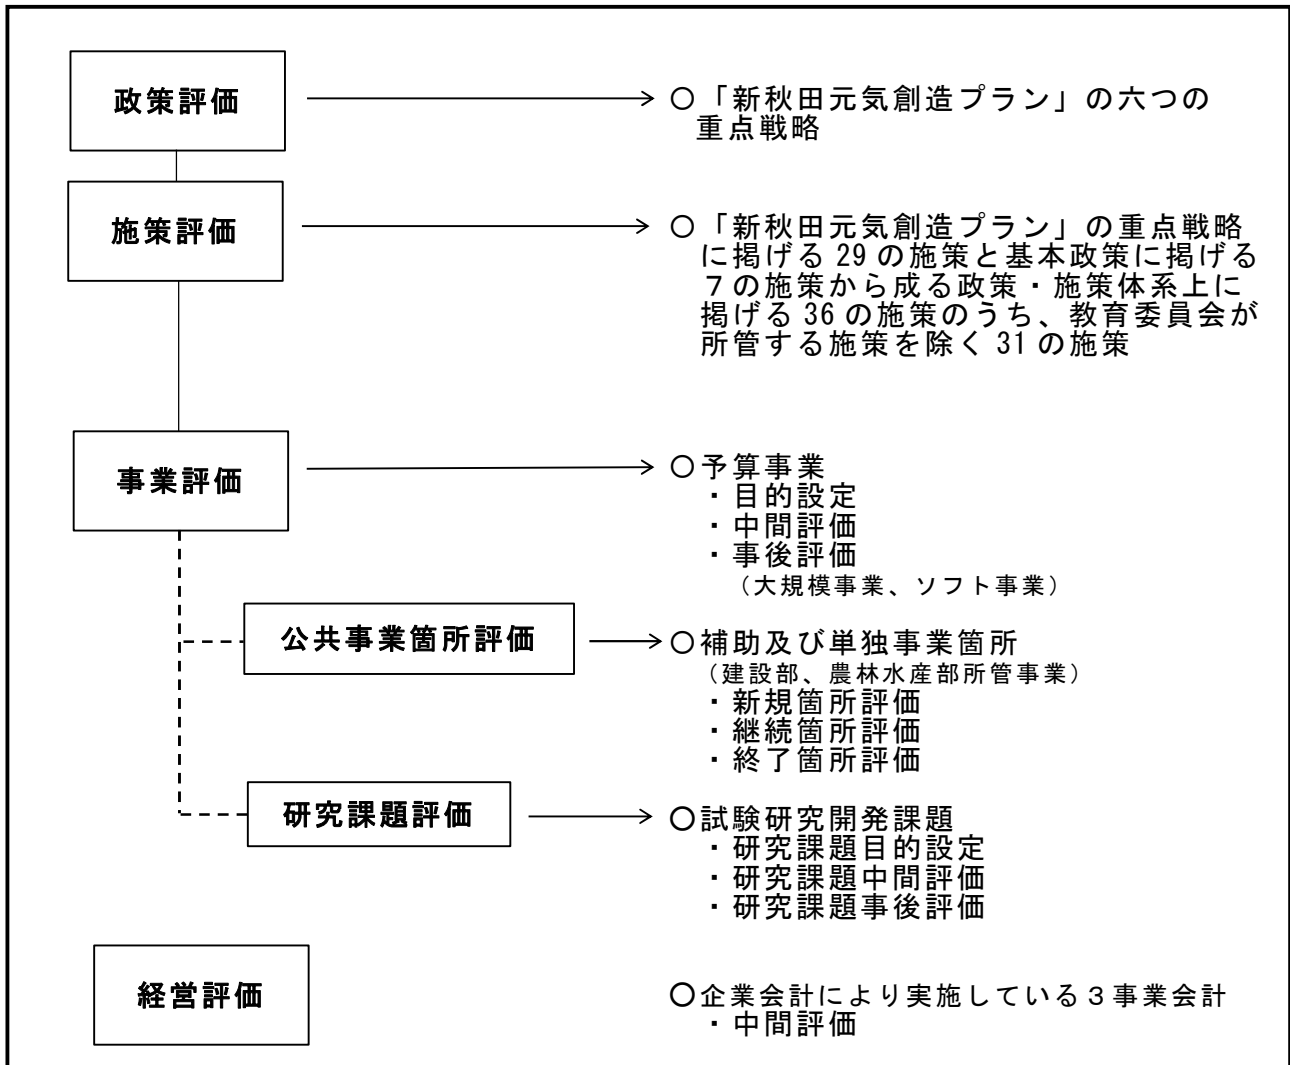 政策評価
〇「新秋田元気創造プラン」の六つの
重点戦略
施策評価
〇「新秋田元気創造プラン」の重点戦略
に掲げる 29 の施策と基本政策に掲げる
７の施策から成る政策・施策体系上に
掲げる 36 の施策のうち、教育委員会が
所管する施策を除く 31 の施策
事業評価
〇予算事業
・目的設定
・中間評価
・事後評価
（大規模事業、ソフト事業）
公共事業箇所評価
〇補助及び単独事業箇所
（建設部、農林水産部所管事業）
・新規箇所評価
・継続箇所評価
・終了箇所評価
研究課題評価
〇試験研究開発課題
・研究課題目的設定
・研究課題中間評価
・研究課題事後評価
経営評価
〇企業会計により実施している３事業会計
・中間評価